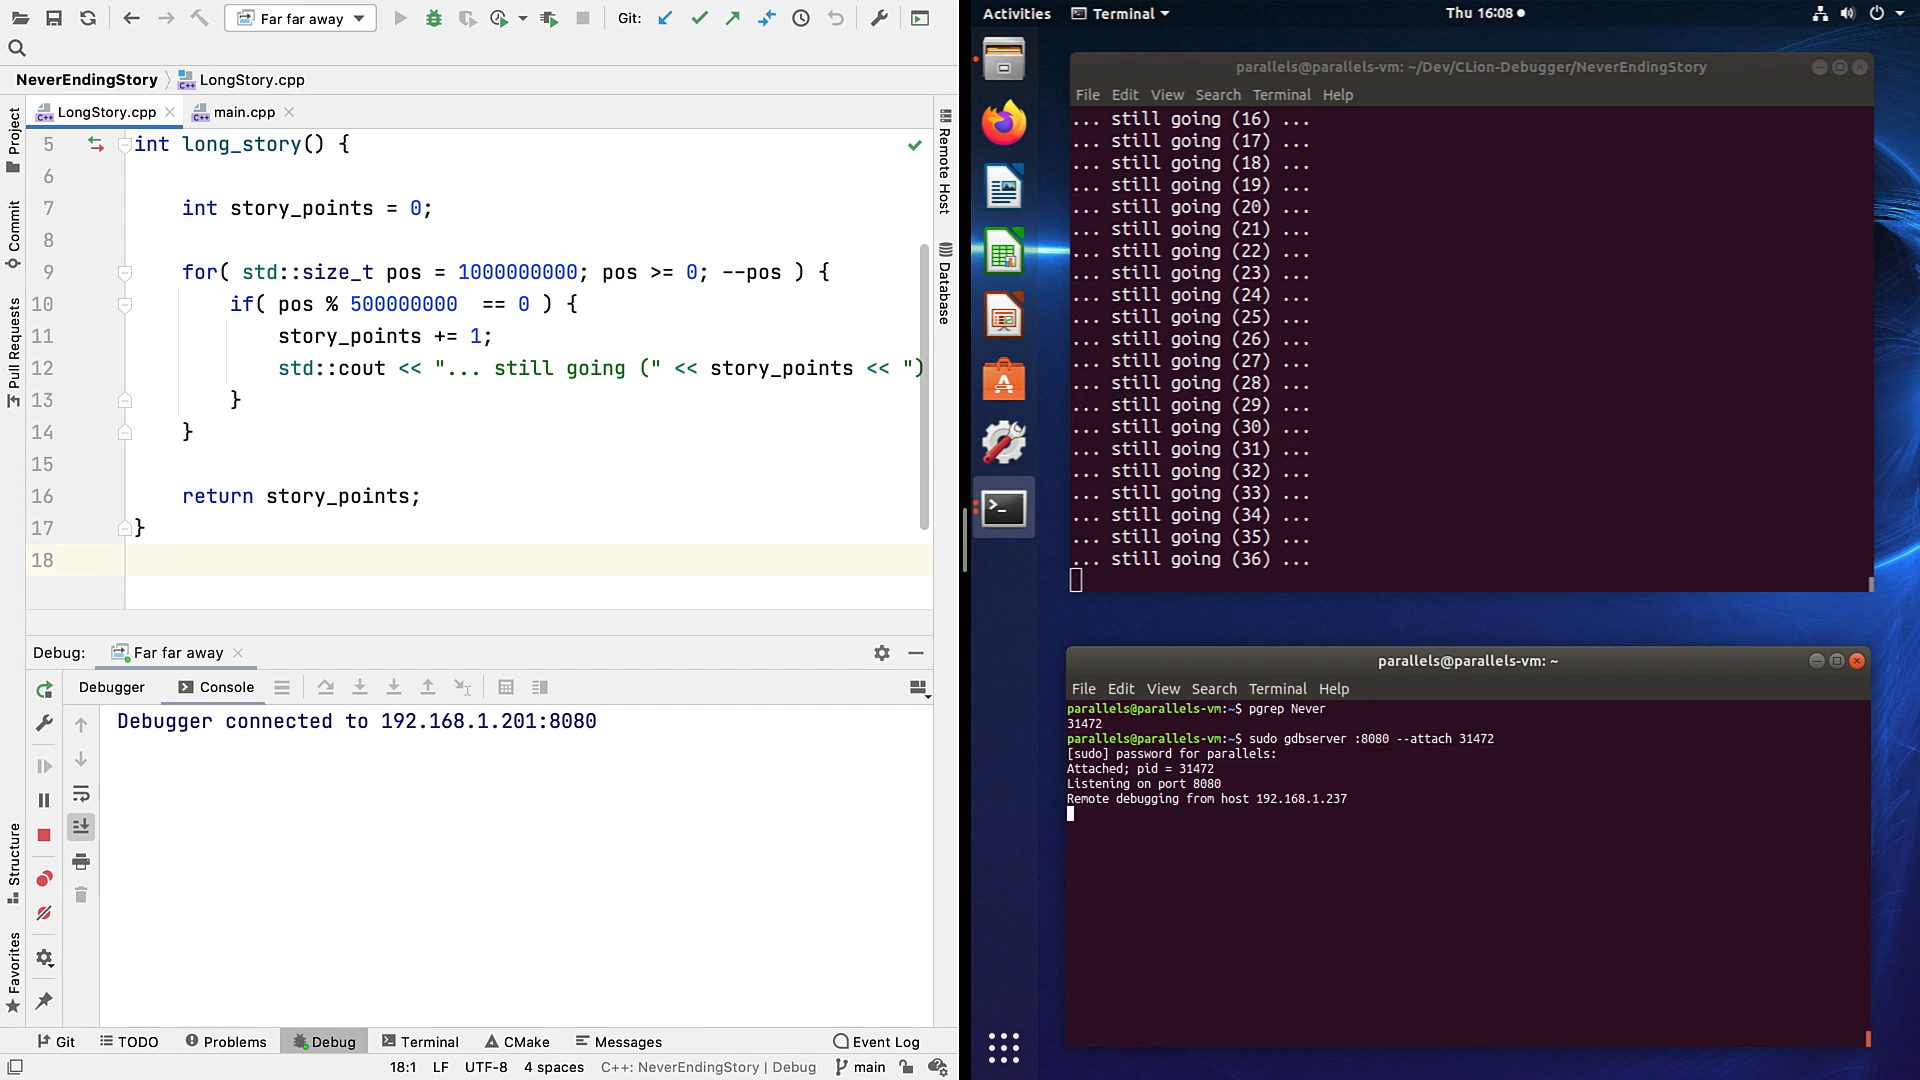 Far far away
Git:
NeverEndingStory
LongStory.cpp
LongStory.cpp
main.cpp
Project
Commit
Pull Requests
Structure
Favorites
Remote Host
Database
5 int long_story() {
6
7 int story_points = 0;
8
9 for( std::size_t pos = 1000000000; pos >= 0; --pos ) {
10 if( pos % 500000000  == 0 ) {
11 story_points += 1;
12 std::cout << "... still going (" << story_points << ")
13 }
14 }
15
16 return story_points;
17 }
18
Debug:
Far far away
Debugger
Console
Debugger connected to 192.168.1.201:8080
Git
TODO
Problems
Debug
Terminal
CMake
Messages
Event Log
18:1
LF
UTF-8
4 spaces
C++: NeverEndingStory | Debug
main
Activities
Terminal
Thu 16:08
parallels@parallels-vm: ~/Dev/CLion-Debugger/NeverEndingStory
File Edit View Search Terminal Help
... still going (16) ...
... still going (17) ...
... still going (18) ...
... still going (19) ...
... still going (20) ...
... still going (21) ...
... still going (22) ...
... still going (23) ...
... still going (24) ...
... still going (25) ...
... still going (26) ...
... still going (27) ...
... still going (28) ...
... still going (29) ...
... still going (30) ...
... still going (31) ...
... still going (32) ...
... still going (33) ...
... still going (34) ...
... still going (35) ...
... still going (36) ...
parallels@parallels-vm: ~
File Edit View Search Terminal Help
parallels@parallels-vm:~$ pgrep Never
31472
parallels@parallels-vm:~$ sudo gdbserver :8080 --attach 31472
[sudo] password for parallels:
Attached; pid = 31472
Listening on port 8080
Remote debugging from host 192.168.1.237